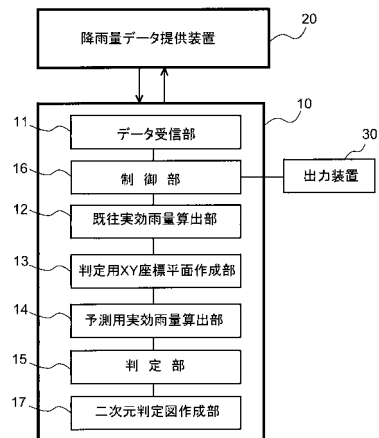 20
降雨量データ提供装置
10
11
データ受信部
30
16
制 御 部
出力装置
12
既往実効雨量算出部
13
判定用XY座標平面作成部
14
予測用実効雨量算出部
15
判 定 部
17
二次元判定図作成部